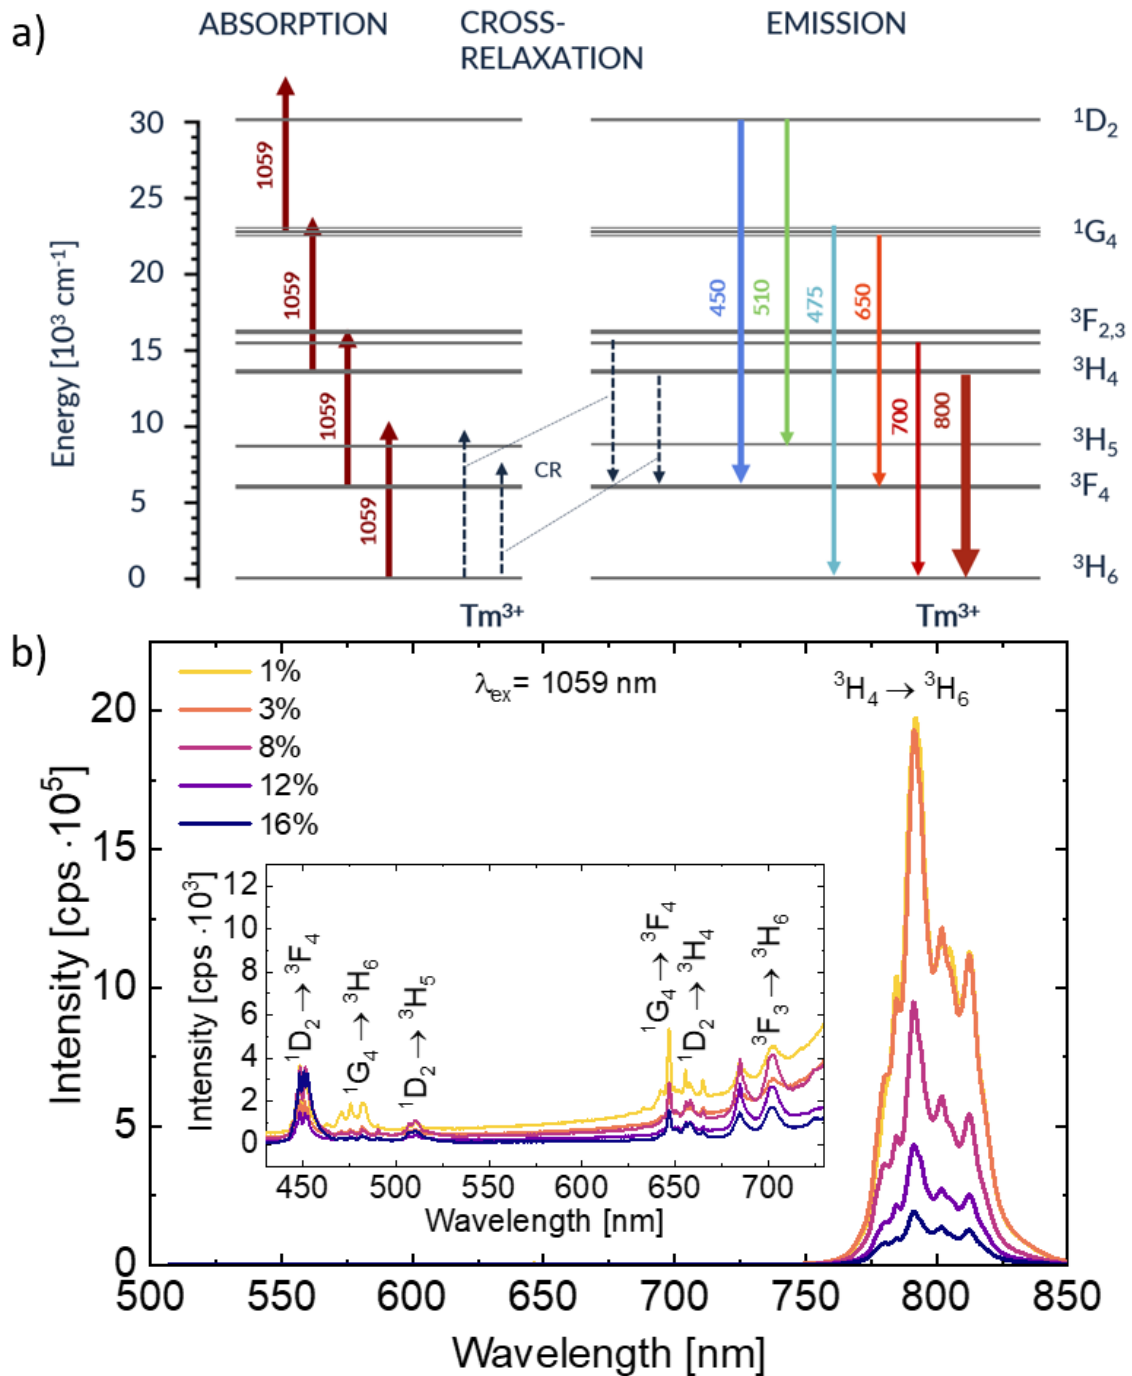 a)
ABSORPTION
CROSS-
RELAXATION
EMISSION
Energy [10³ cm⁻¹]
30
25
20
15
10
5
0
1059
1059
1059
1059
CR
450
510
475
650
700
800
¹D₂
¹G₄
³F₂,₃
³H₄
³H₅
³F₄
³H₆
Tm³⁺
Tm³⁺
b)
1%
3%
8%
12%
16%
λex= 1059 nm
³H₄ → ³H₆
Intensity [cps ·10⁵]
20
15
10
5
0
500
550
600
650
700
750
800
850
Wavelength [nm]
Intensity [cps ·10³]
12
10
8
6
4
2
0
¹D₂ → ³F₄
¹G₄ → ³H₆
¹D₂ → ³H₅
¹G₄ → ³F₄
¹D₂ → ³H₄
³F₃ → ³H₆
450
500
550
600
650
700
Wavelength [nm]